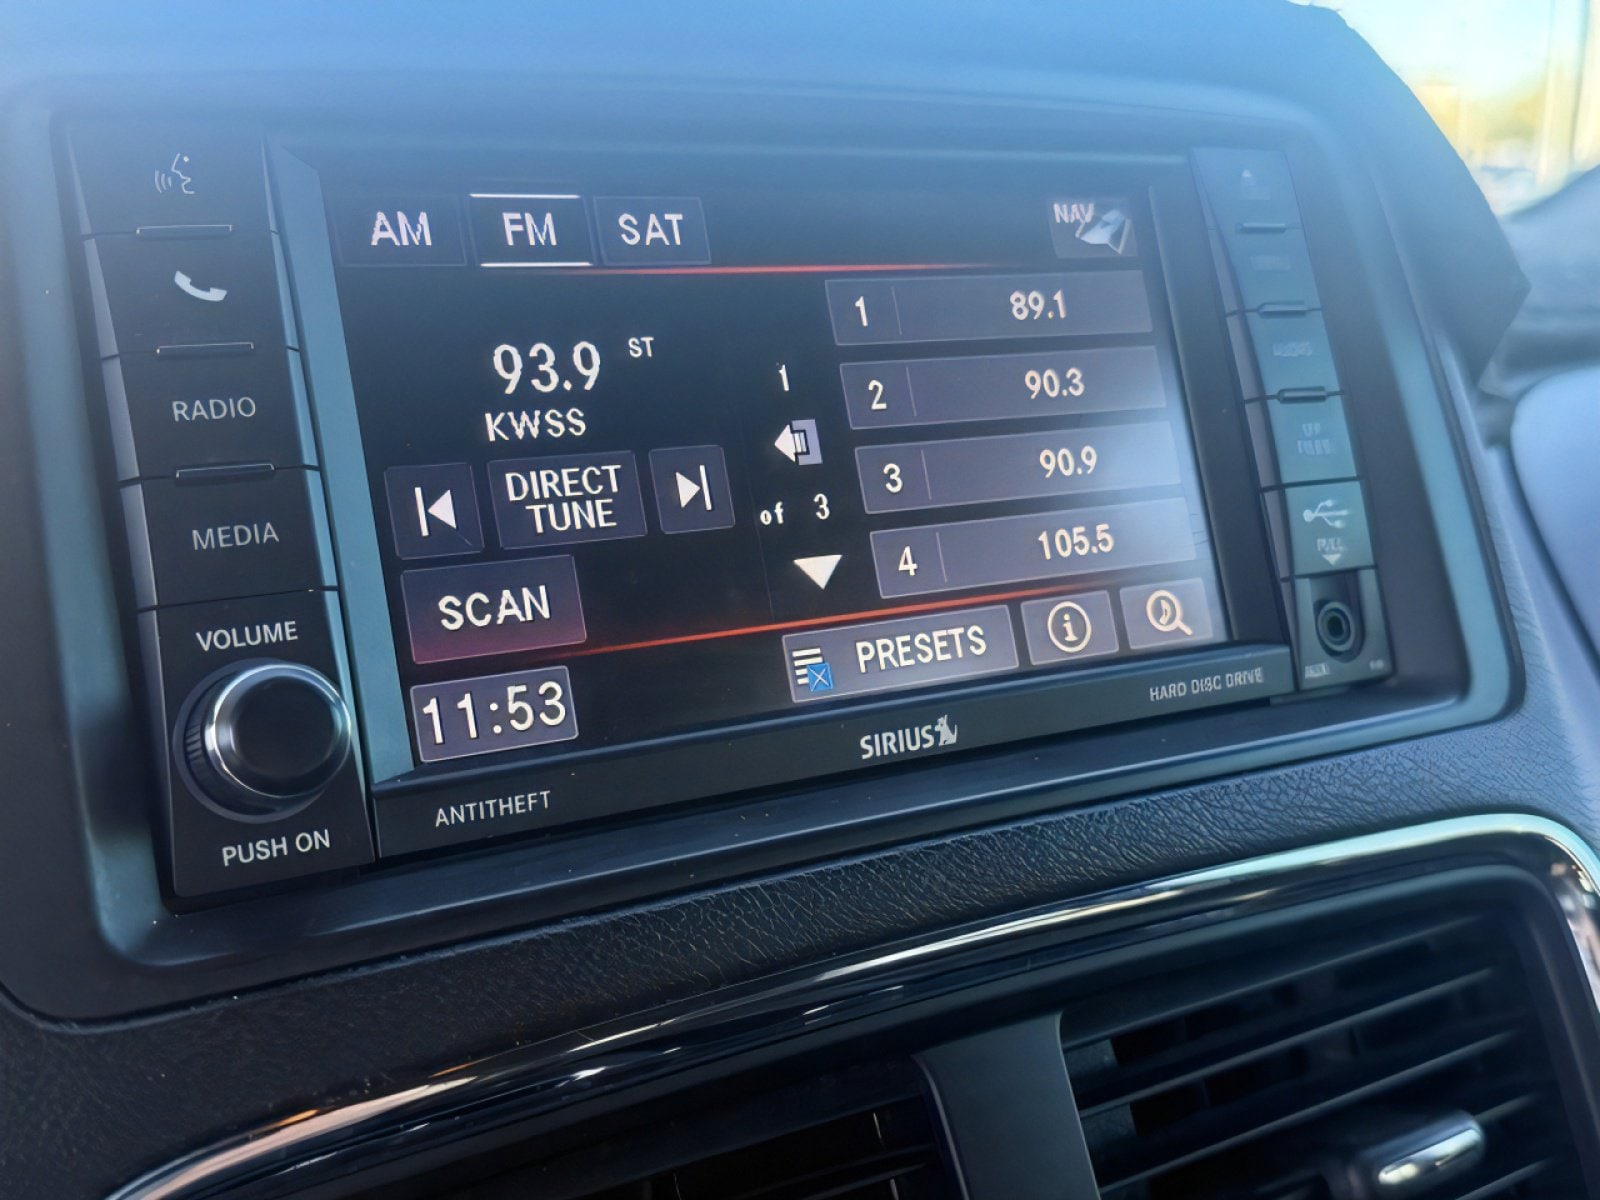 AM FM SAT NAV
93.9 ST
KWSS
DIRECT
TUNE
SCAN
11:53
1
of 3
1 89.1
2 90.3
3 90.9
4 105.5
PRESETS
i
RADIO
MEDIA
VOLUME
PUSH ON
ANTITHEFT
SIRIUS
HARD DISC DRIVE